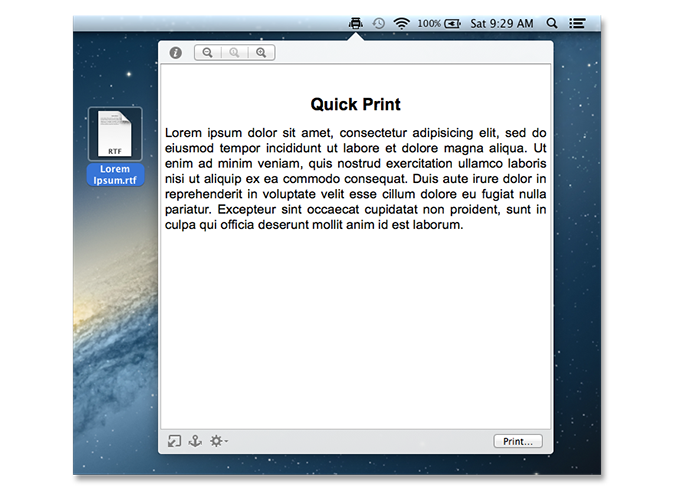 100% Sat 9:29 AM
Quick Print
Lorem ipsum dolor sit amet, consectetur adipisicing elit, sed do
eiusmod tempor incididunt ut labore et dolore magna aliqua. Ut
enim ad minim veniam, quis nostrud exercitation ullamco laboris
nisi ut aliquip ex ea commodo consequat. Duis aute irure dolor in
reprehenderit in voluptate velit esse cillum dolore eu fugiat nulla
pariatur. Excepteur sint occaecat cupidatat non proident, sunt in
culpa qui officia deserunt mollit anim id est laborum.
RTF
Lorem
Ipsum.rtf
Print...